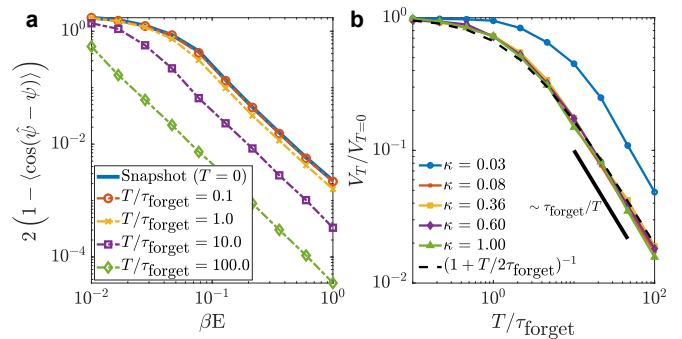 a
2 (1 − ⟨cos(ψ̂ − ψ)⟩)
10⁰
10⁻²
10⁻⁴
Snapshot (T = 0)
T/τforget = 0.1
T/τforget = 1.0
T/τforget = 10.0
T/τforget = 100.0
10⁻² 10⁻¹ 10⁰
βE
b
V_T/V_{T=0}
10⁰
10⁻¹
10⁻²
κ = 0.03
κ = 0.08
κ = 0.36
κ = 0.60
κ = 1.00
(1 + T/2τforget)⁻¹
∼ τforget/T
10⁰ 10¹ 10²
T/τforget